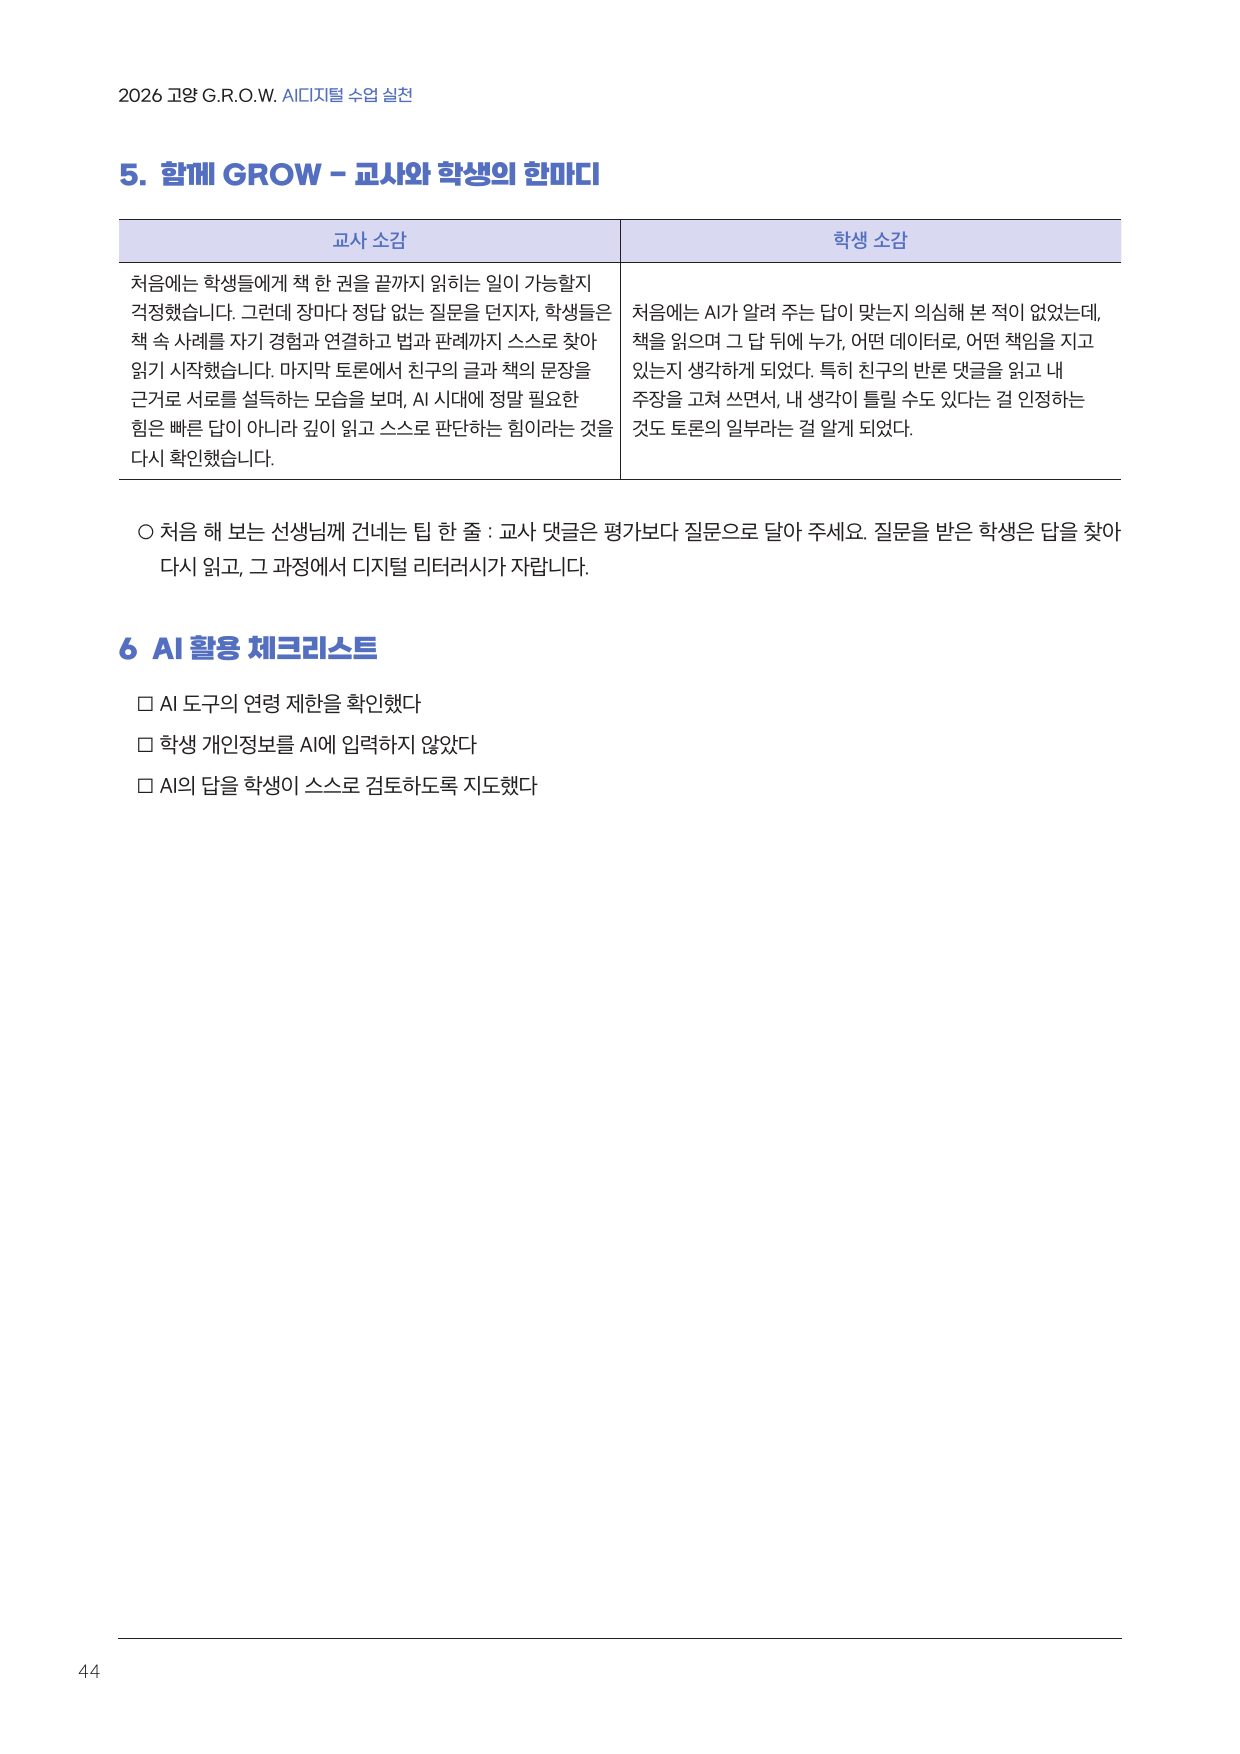 2026 고양 G.R.O.W. AI디지털 수업 실천
5. 함께 GROW – 교사와 학생의 한마디
교사 소감
학생 소감
처음에는 학생들에게 책 한 권을 끝까지 읽히는 일이 가능할지
걱정했습니다. 그런데 장마다 정답 없는 질문을 던지자, 학생들은
책 속 사례를 자기 경험과 연결하고 법과 판례까지 스스로 찾아
읽기 시작했습니다. 마지막 토론에서 친구의 글과 책의 문장을
근거로 서로를 설득하는 모습을 보며, AI 시대에 정말 필요한
힘은 빠른 답이 아니라 깊이 읽고 스스로 판단하는 힘이라는 것을
다시 확인했습니다.
처음에는 AI가 알려 주는 답이 맞는지 의심해 본 적이 없었는데,
책을 읽으며 그 답 뒤에 누가, 어떤 데이터로, 어떤 책임을 지고
있는지 생각하게 되었다. 특히 친구의 반론 댓글을 읽고 내
주장을 고쳐 쓰면서, 내 생각이 틀릴 수도 있다는 걸 인정하는
것도 토론의 일부라는 걸 알게 되었다.
○ 처음 해 보는 선생님께 건네는 팁 한 줄 : 교사 댓글은 평가보다 질문으로 달아 주세요. 질문을 받은 학생은 답을 찾아
다시 읽고, 그 과정에서 디지털 리터러시가 자랍니다.
6 AI 활용 체크리스트
□ AI 도구의 연령 제한을 확인했다
□ 학생 개인정보를 AI에 입력하지 않았다
□ AI의 답을 학생이 스스로 검토하도록 지도했다
44